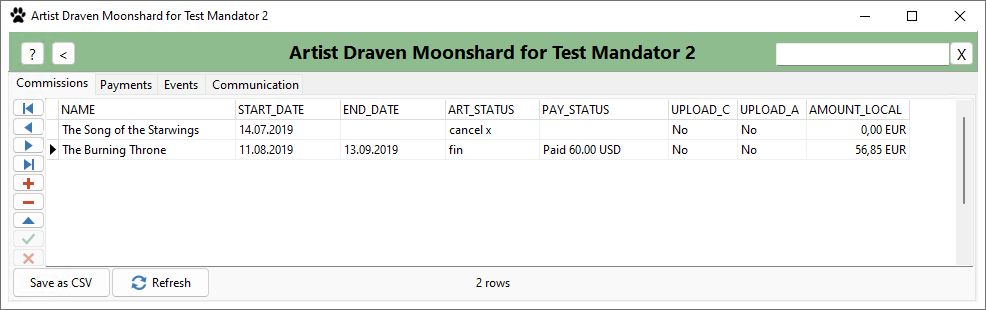 Artist Draven Moonshard for Test Mandator 2
? < Artist Draven Moonshard for Test Mandator 2 X
Commissions Payments Events Communication
NAME START_DATE END_DATE ART_STATUS PAY_STATUS UPLOAD_C UPLOAD_A AMOUNT_LOCAL
The Song of the Starwings 14.07.2019 cancel x No No 0,00 EUR
The Burning Throne 11.08.2019 13.09.2019 fin Paid 60.00 USD No No 56,85 EUR
Save as CSV Refresh 2 rows